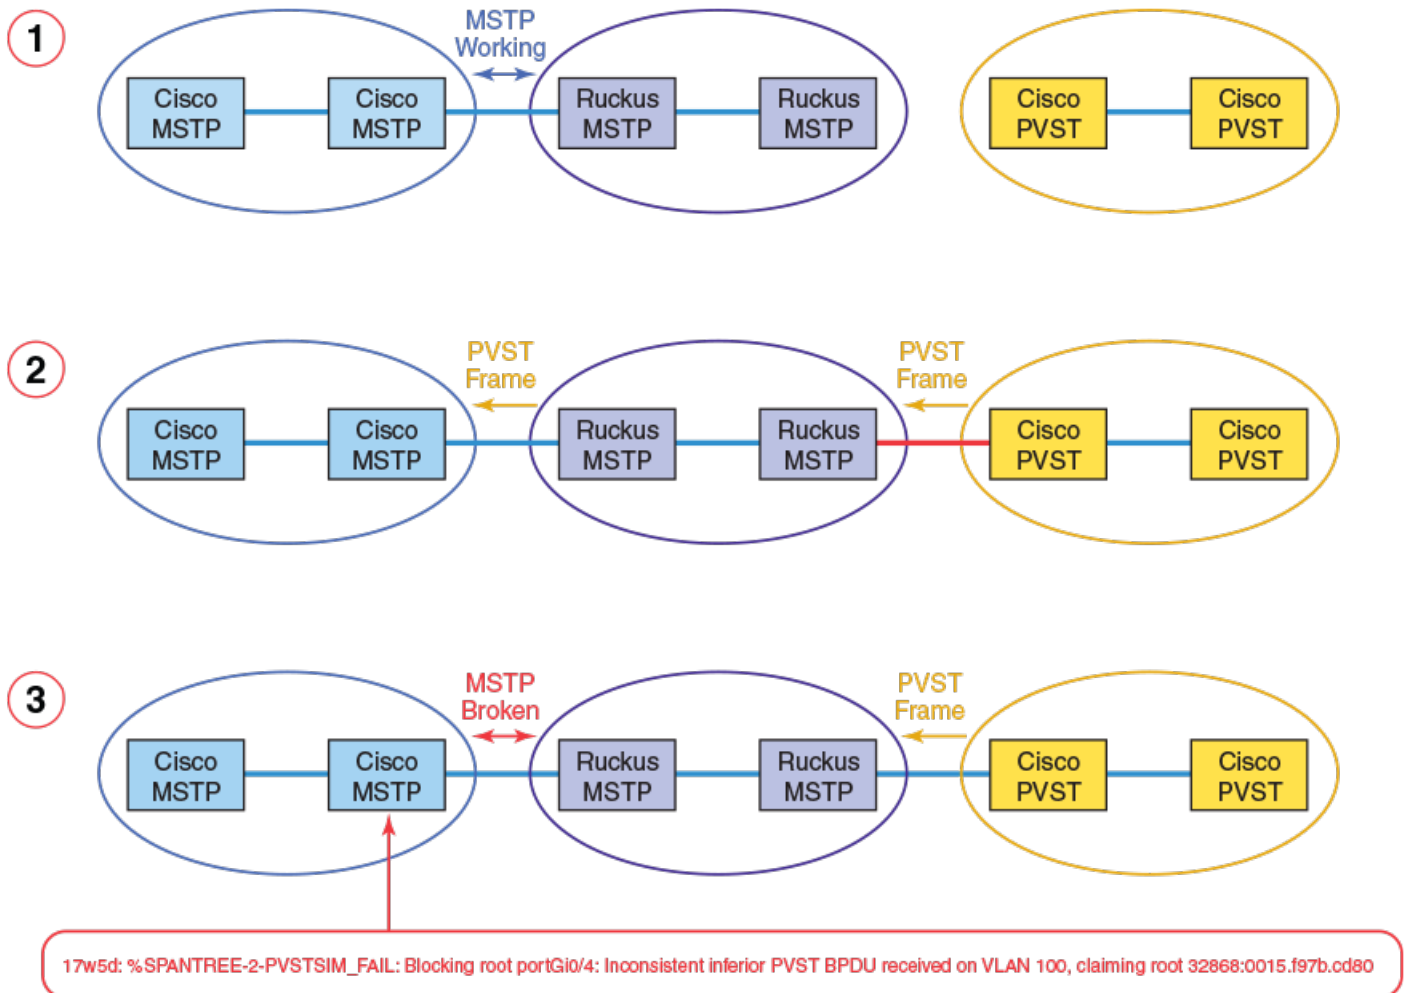 1
MSTP
Working
Cisco
MSTP
Cisco
MSTP
Ruckus
MSTP
Ruckus
MSTP
Cisco
PVST
Cisco
PVST
2
PVST
Frame
PVST
Frame
Cisco
MSTP
Cisco
MSTP
Ruckus
MSTP
Ruckus
MSTP
Cisco
PVST
Cisco
PVST
3
MSTP
Broken
PVST
Frame
Cisco
MSTP
Cisco
MSTP
Ruckus
MSTP
Ruckus
MSTP
Cisco
PVST
Cisco
PVST
17w5d: %SPANTREE-2-PVSTSIM_FAIL: Blocking root portGi0/4: Inconsistent inferior PVST BPDU received on VLAN 100, claiming root 32868:0015.f97b.cd80